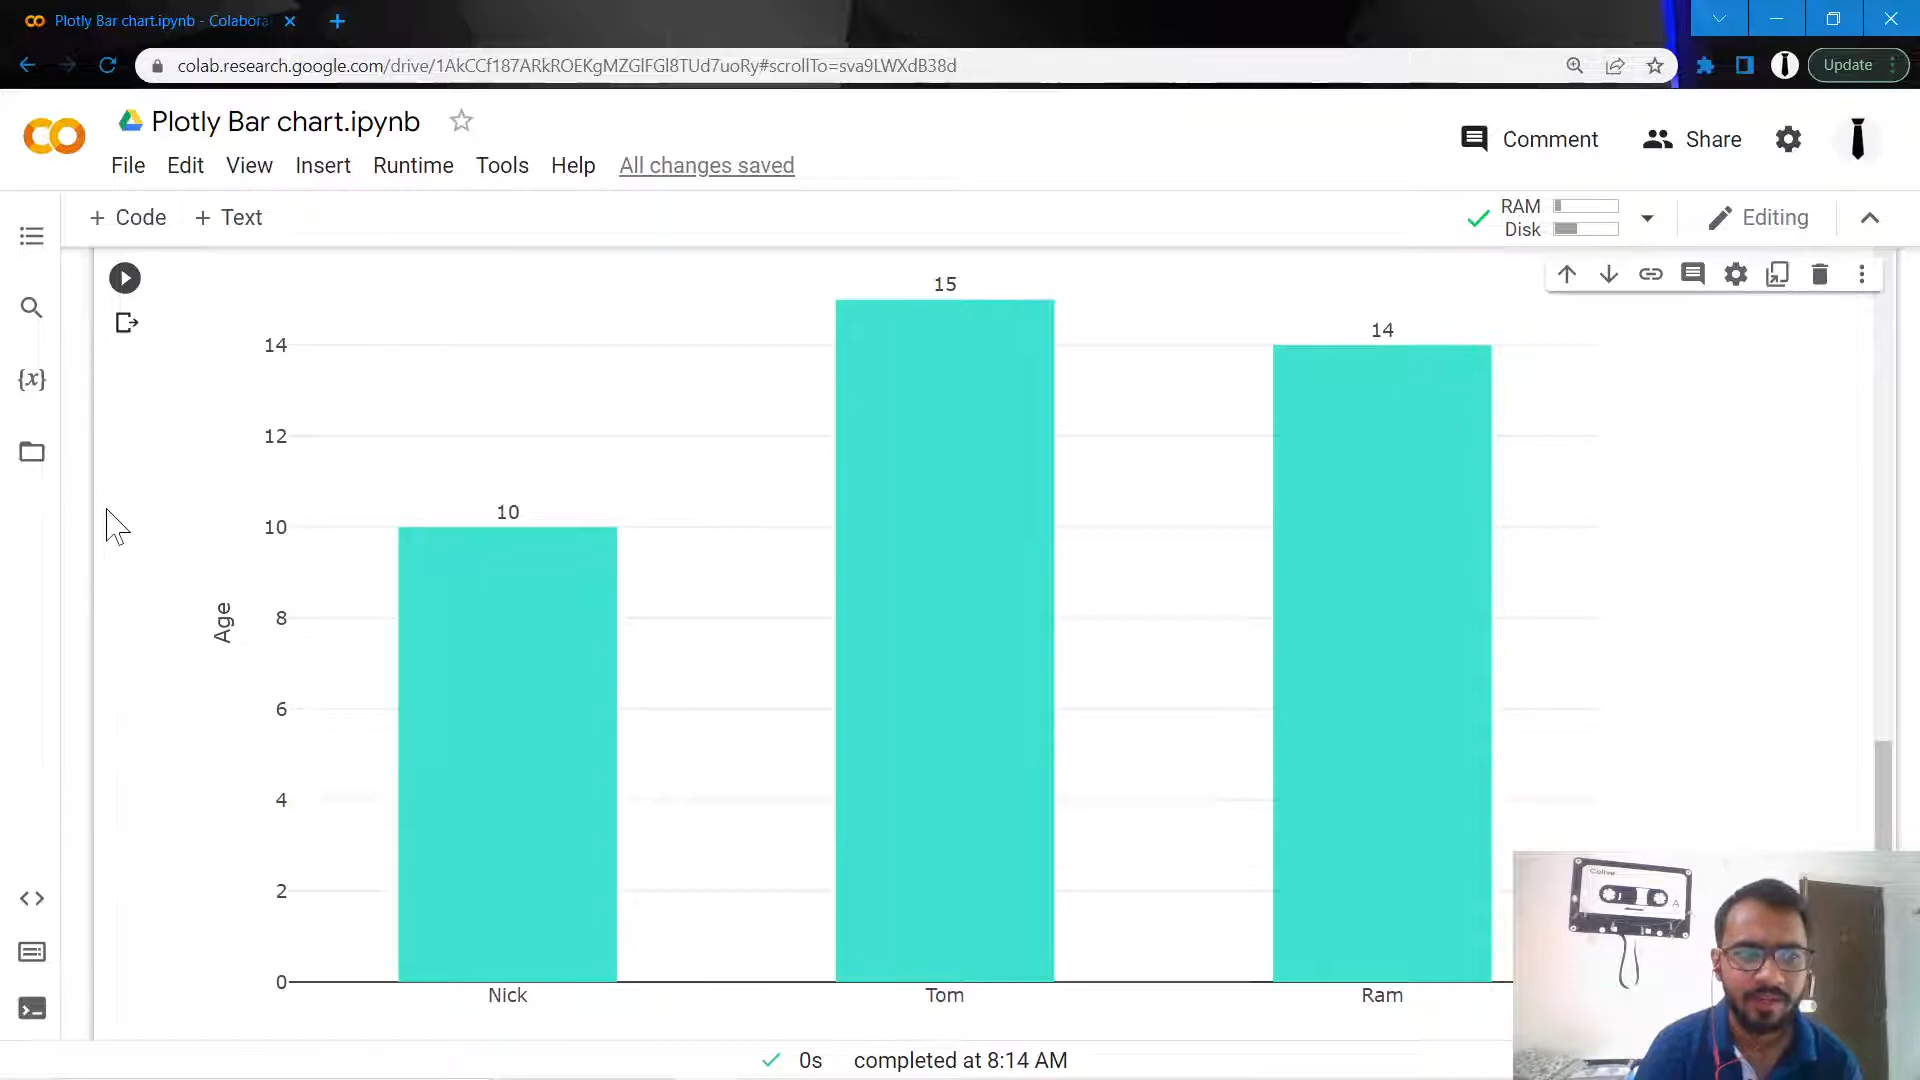 Plotly Bar chart.ipynb - Colabora
colab.research.google.com/drive/1AkCCf187ARkROEKgMZGlFGl8TUd7uoRy#scrollTo=sva9LWXdB38d
Update
Plotly Bar chart.ipynb
Comment
Share
File Edit View Insert Runtime Tools Help All changes saved
+ Code + Text
RAM
Disk
Editing
{x}
15
14
14
12
10
10
8
Age
6
4
2
0
Nick Tom Ram
0s completed at 8:14 AM
Colive
A